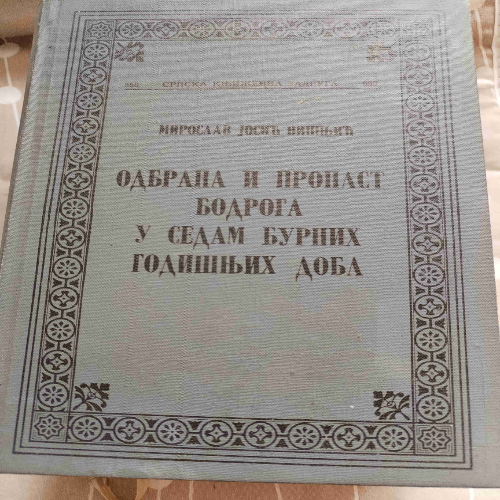 СРПСКА КЊИЖЕВНА ЗАДРУГА
МИРОСЛАВ ЈОСИЋ ВИШЊИЋ
ОДБРАНА И ПРОПАСТ
БОДРОГА
У СЕДАМ БУРНИХ
ГОДИШЊИХ ДОБА